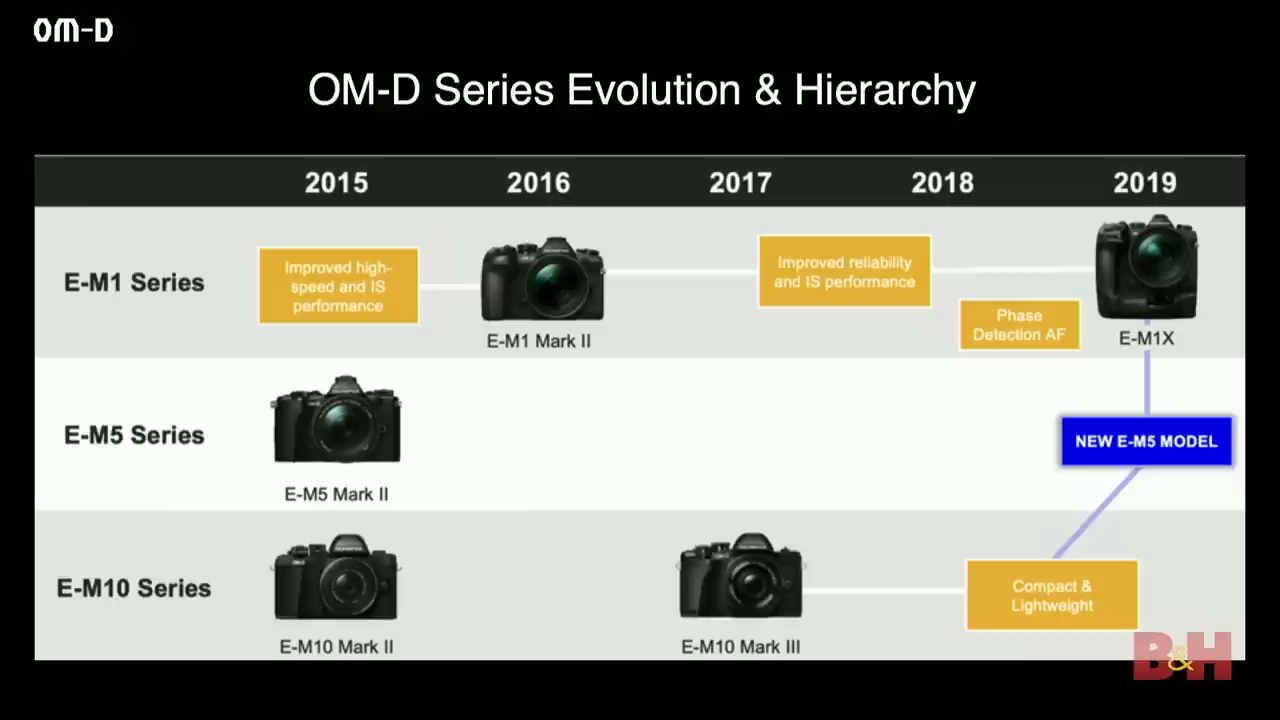 OM-D
OM-D Series Evolution & Hierarchy
2015 2016 2017 2018 2019
E-M1 Series
Improved high-
speed and IS
performance
E-M1 Mark II
Improved reliability
and IS performance
Phase
Detection AF
E-M1X
E-M5 Series
E-M5 Mark II
NEW E-M5 MODEL
E-M10 Series
E-M10 Mark II
E-M10 Mark III
Compact &
Lightweight
B&H